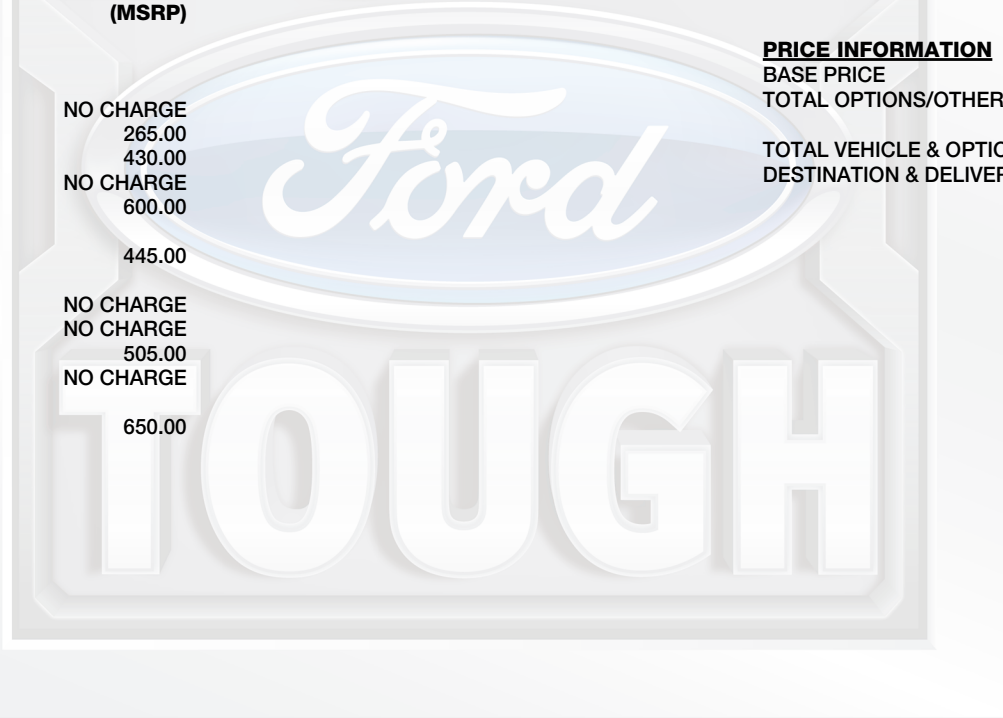 (MSRP)
NO CHARGE
265.00
430.00
NO CHARGE
600.00
445.00
NO CHARGE
NO CHARGE
505.00
NO CHARGE
650.00
PRICE INFORMATION
BASE PRICE
TOTAL OPTIONS/OTHER
TOTAL VEHICLE & OPTIO
DESTINATION & DELIVER
Ford
TOUGH